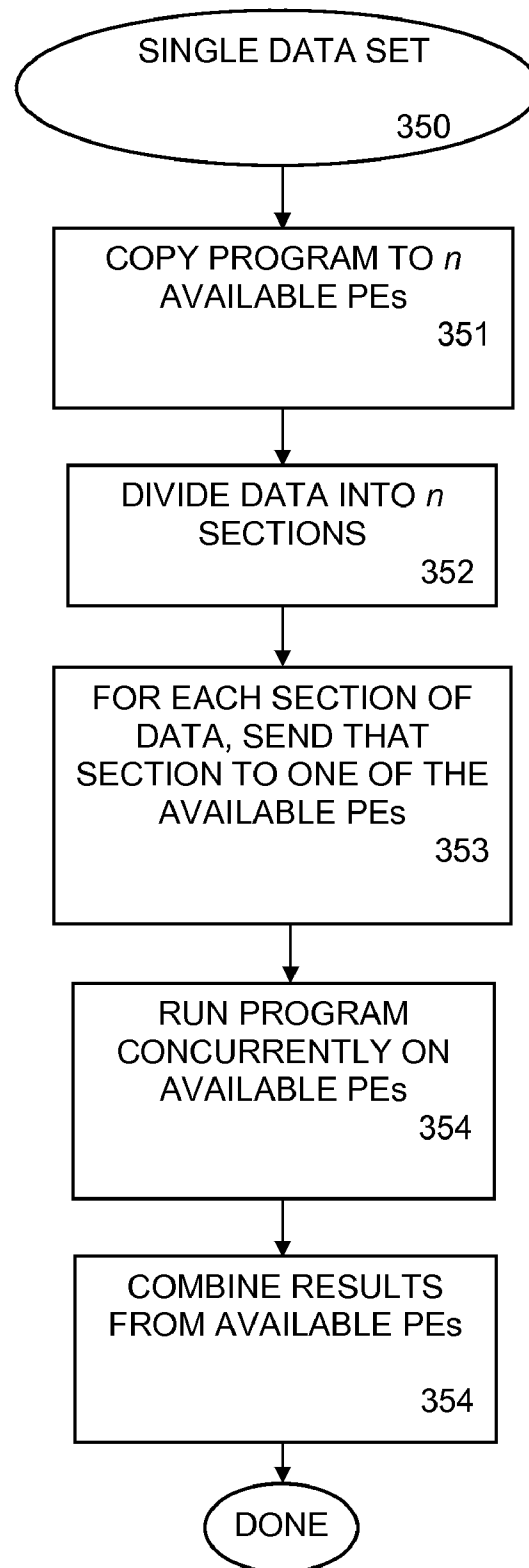 SINGLE DATA SET
350
COPY PROGRAM TO n
AVAILABLE PEs
351
DIVIDE DATA INTO n
SECTIONS
352
FOR EACH SECTION OF
DATA, SEND THAT
SECTION TO ONE OF THE
AVAILABLE PEs
353
RUN PROGRAM
CONCURRENTLY ON
AVAILABLE PEs
354
COMBINE RESULTS
FROM AVAILABLE PEs
354
DONE